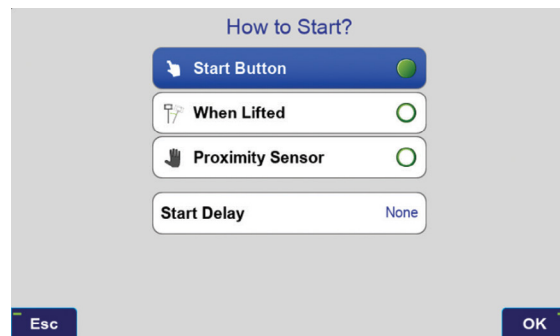 How to Start?
Start Button
When Lifted
Proximity Sensor
Start Delay None
Esc OK